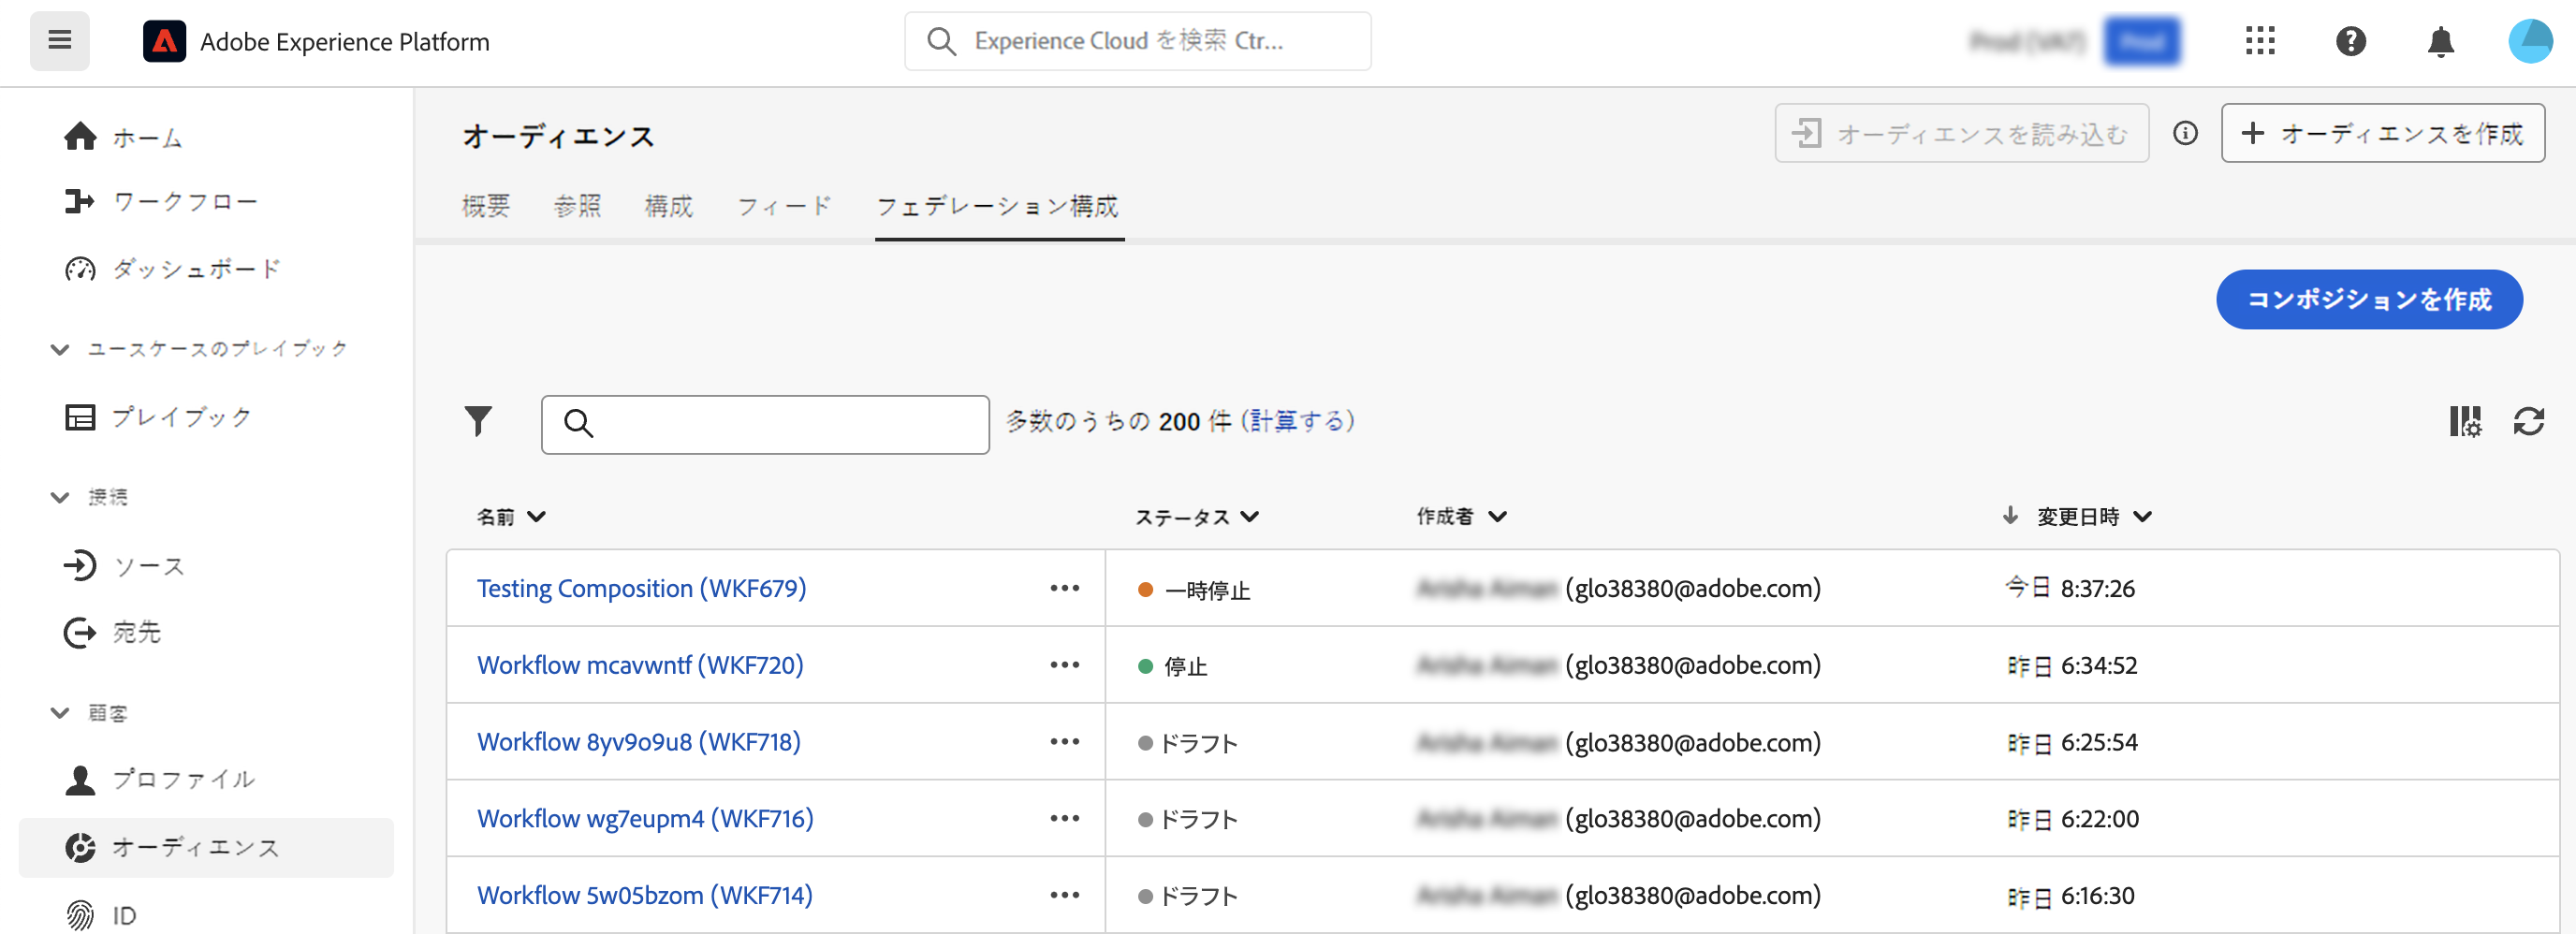 Adobe Experience Platform
Experience Cloud を検索 Ctr...
ホーム
ワークフロー
ダッシュボード
ユースケースのプレイブック
プレイブック
接続
ソース
宛先
顧客
プロファイル
オーディエンス
ID
オーディエンス
オーディエンスを読み込む
オーディエンスを作成
概要 参照 構成 フィード フェデレーション構成
コンポジションを作成
多数のうちの 200 件 (計算する)
名前 ステータス 作成者 変更日時
Testing Composition (WKF679) 一時停止 (glo38380@adobe.com) 今日 8:37:26
Workflow mcavwntf (WKF720) 停止 (glo38380@adobe.com) 昨日 6:34:52
Workflow 8yv9o9u8 (WKF718) ドラフト (glo38380@adobe.com) 昨日 6:25:54
Workflow wg7eupm4 (WKF716) ドラフト (glo38380@adobe.com) 昨日 6:22:00
Workflow 5w05bzom (WKF714) ドラフト (glo38380@adobe.com) 昨日 6:16:30